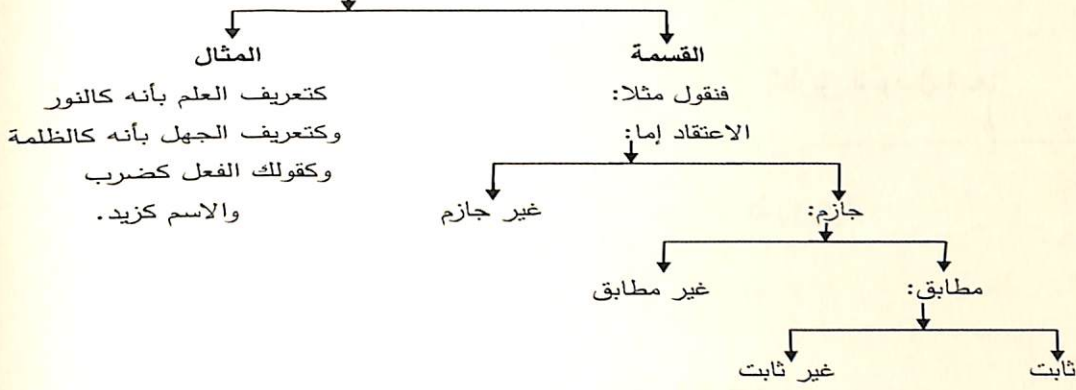 القسمة
فنقول مثلا:
الاعتقاد إما:
جازم:
غير جازم
مطابق:
غير مطابق
ثابت
غير ثابت
المثال
كتعريف العلم بأنه كالنور
وكتعريف الجهل بأنه كالظلمة
وكقولك الفعل كضرب
والاسم كزيد.